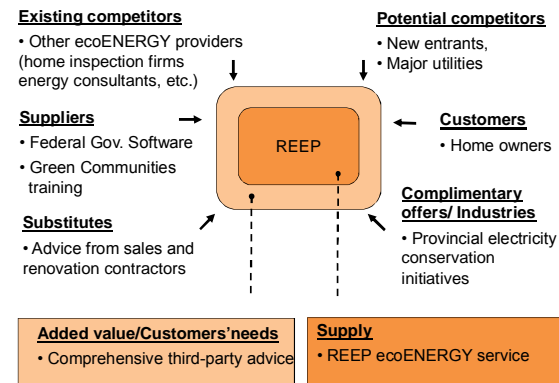 Existing competitors
• Other ecoENERGY providers
(home inspection firms
energy consultants, etc.)
Potential competitors
• New entrants,
• Major utilities
Suppliers
• Federal Gov. Software
• Green Communities
training
REEP
Customers
• Home owners
Substitutes
• Advice from sales and
renovation contractors
Complimentary
offers/ Industries
• Provincial electricity
conservation
initiatives
Added value/Customers'needs
• Comprehensive third-party advice
Supply
• REEP ecoENERGY service